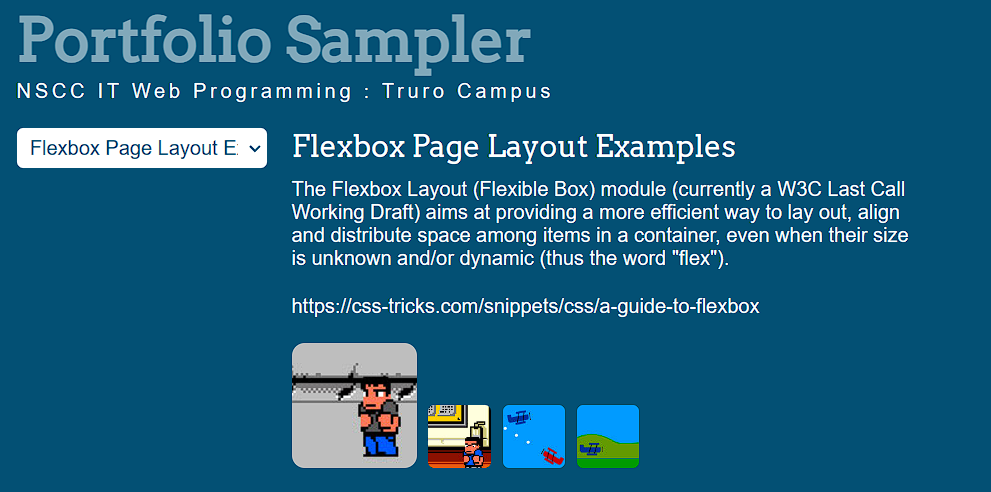 Portfolio Sampler
NSCC IT Web Programming : Truro Campus
Flexbox Page Layout E
Flexbox Page Layout Examples
The Flexbox Layout (Flexible Box) module (currently a W3C Last Call
Working Draft) aims at providing a more efficient way to lay out, align
and distribute space among items in a container, even when their size
is unknown and/or dynamic (thus the word "flex").
https://css-tricks.com/snippets/css/a-guide-to-flexbox